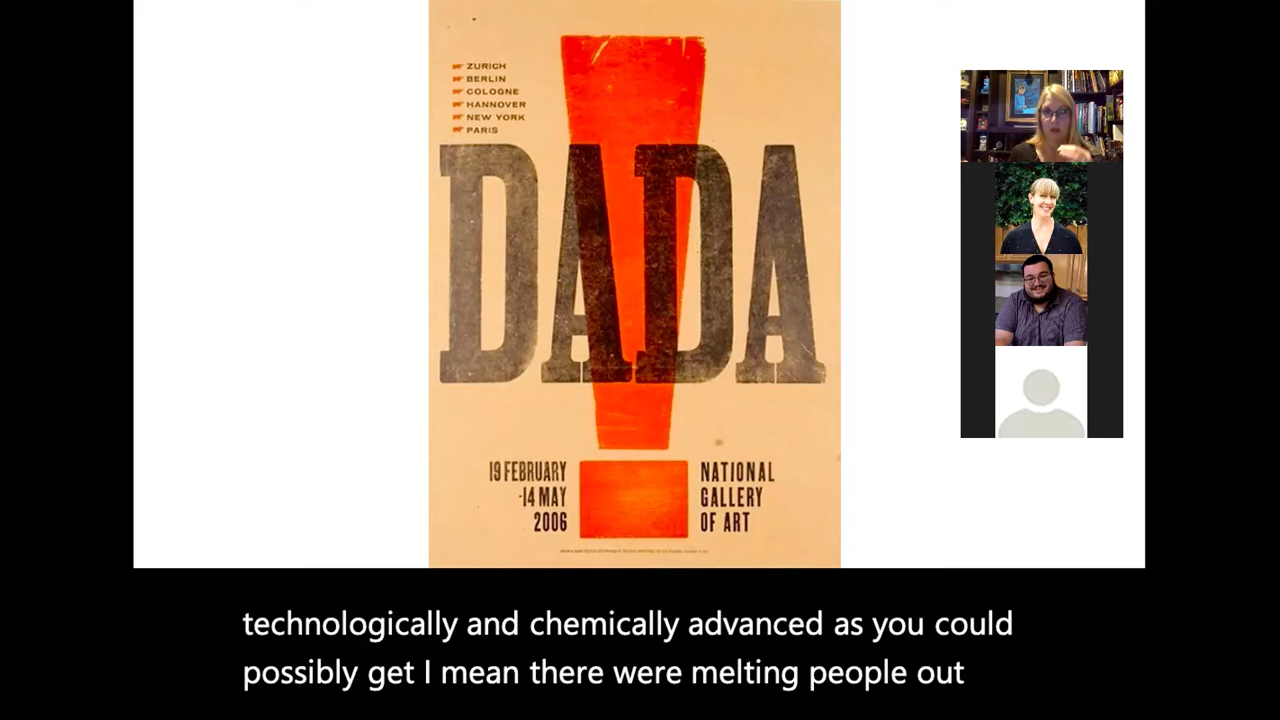 ZURICH
BERLIN
COLOGNE
HANNOVER
NEW YORK
PARIS
DADA
19 FEBRUARY
-14 MAY
2006
NATIONAL
GALLERY
OF ART
technologically and chemically advanced as you could
possibly get I mean there were melting people out